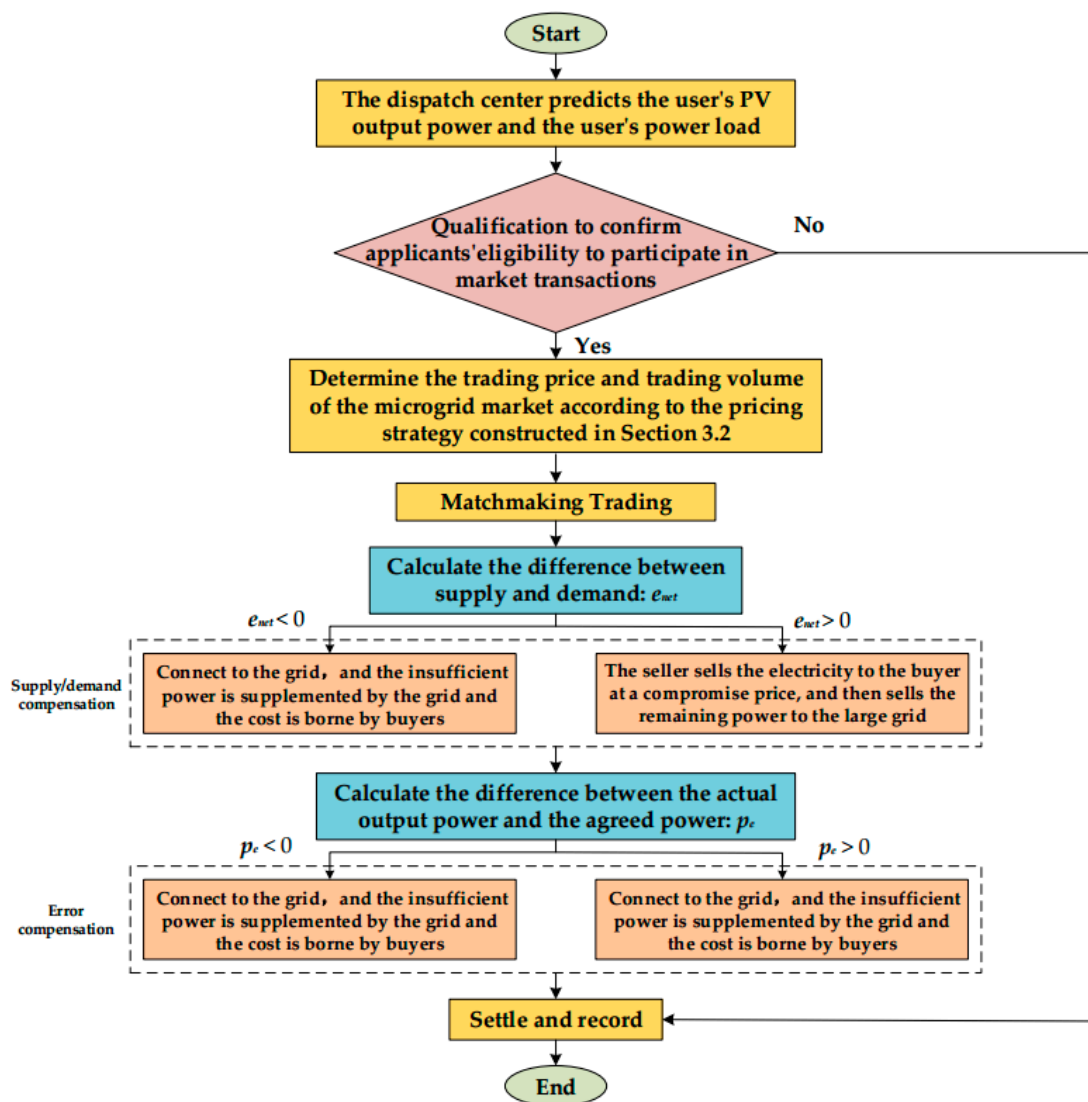 Start
The dispatch center predicts the user's PV
output power and the user's power load
Qualification to confirm
applicants'eligibility to participate in
market transactions
No
Yes
Determine the trading price and trading volume
of the microgrid market according to the pricing
strategy constructed in Section 3.2
Matchmaking Trading
Calculate the difference between
supply and demand: eₙₑₜ
eₙₑₜ < 0
eₙₑₜ > 0
Supply/demand
compensation
Connect to the grid，and the insufficient
power is supplemented by the grid and
the cost is borne by buyers
The seller sells the electricity to the buyer
at a compromise price, and then sells the
remaining power to the large grid
Calculate the difference between the actual
output power and the agreed power: pₑ
pₑ < 0
pₑ > 0
Error
compensation
Connect to the grid，and the insufficient
power is supplemented by the grid and
the cost is borne by buyers
Connect to the grid，and the insufficient
power is supplemented by the grid and
the cost is borne by buyers
Settle and record
End